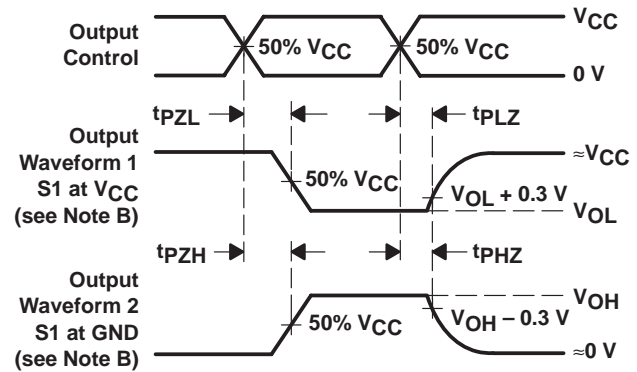 VCC
Output
Control
50% VCC
50% VCC
0 V
tPZL
tPLZ
Output
Waveform 1
S1 at VCC
(see Note B)
≈VCC
50% VCC
VOL + 0.3 V
VOL
tPZH
tPHZ
Output
Waveform 2
S1 at GND
(see Note B)
VOH
50% VCC
VOH – 0.3 V
≈0 V